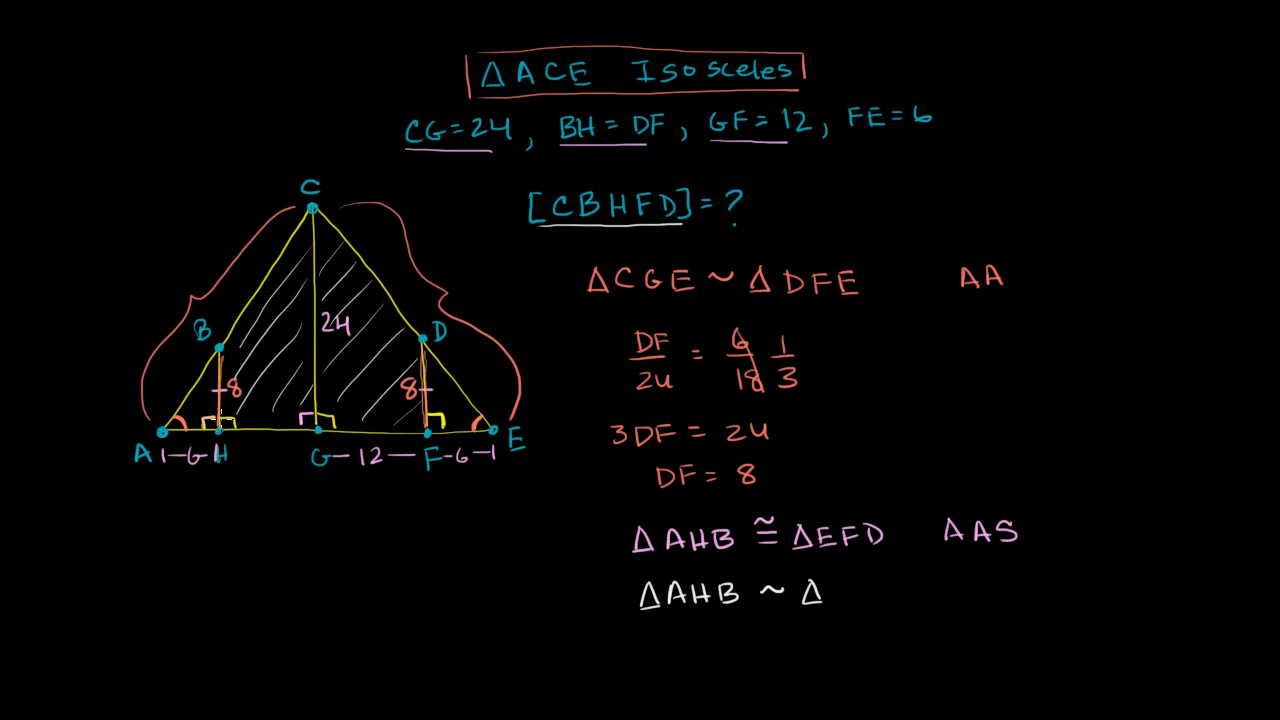 Δ ACE Isosceles
CG=24, BH=DF, GF=12, FE=6
[CBHFD]=?
C
ΔCGE ~ ΔDFE AA
B 24 D
DF/24 = 6/18 1/3
8 8
3DF = 24
A 6 H G 12 F 6 E
DF= 8
ΔAHB ≅ ΔEFD AAS
ΔAHB ~ Δ